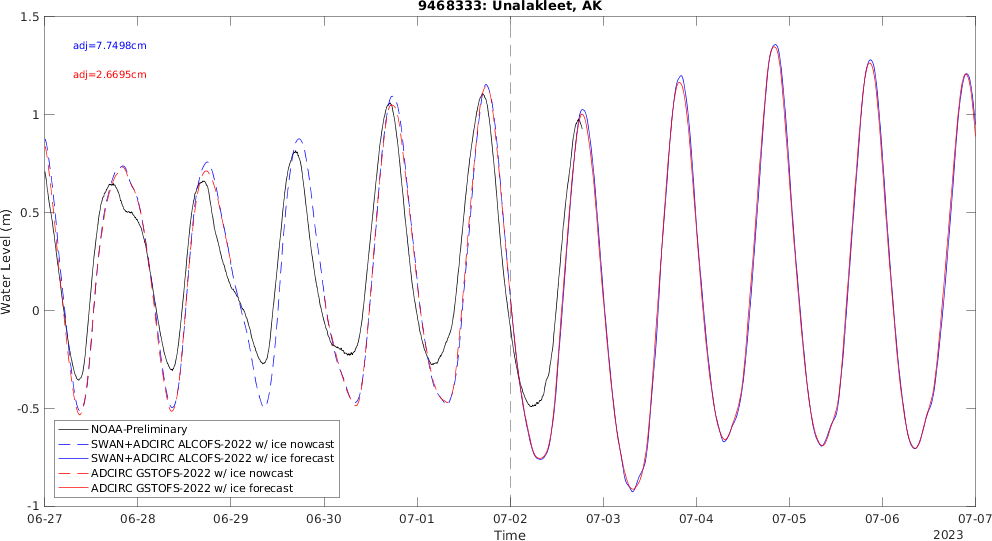 9468333: Unalakleet, AK
adj=7.7498cm
adj=2.6695cm
Water Level (m)
1.5
1
0.5
0
-0.5
-1
NOAA-Preliminary
SWAN+ADCIRC ALCOFS-2022 w/ ice nowcast
SWAN+ADCIRC ALCOFS-2022 w/ ice forecast
ADCIRC GSTOFS-2022 w/ ice nowcast
ADCIRC GSTOFS-2022 w/ ice forecast
06-27 06-28 06-29 06-30 07-01 07-02 07-03 07-04 07-05 07-06 07-07
Time
2023